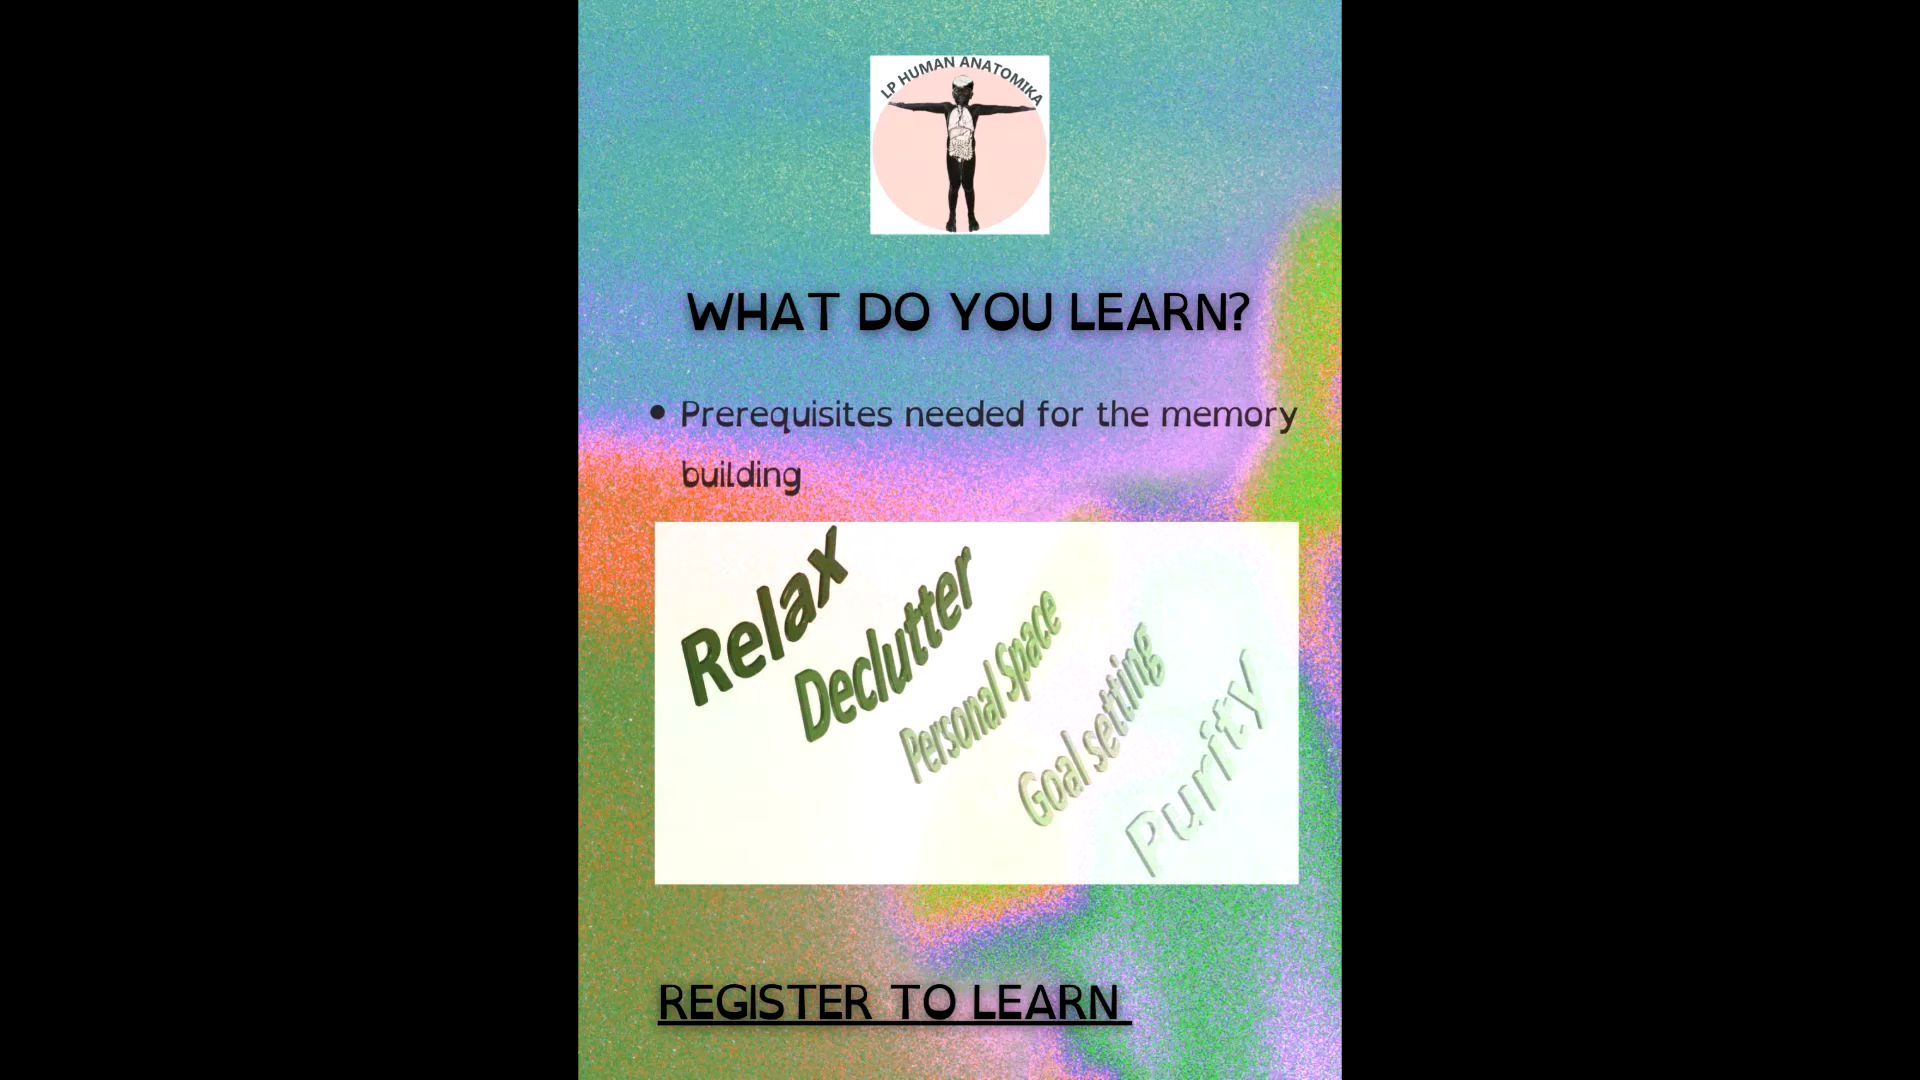 LP HUMAN ANATOMIKA
WHAT DO YOU LEARN?
• Prerequisites needed for the memory
building
Relax
Declutter
Personal Space
Goal setting
Purity
REGISTER TO LEARN